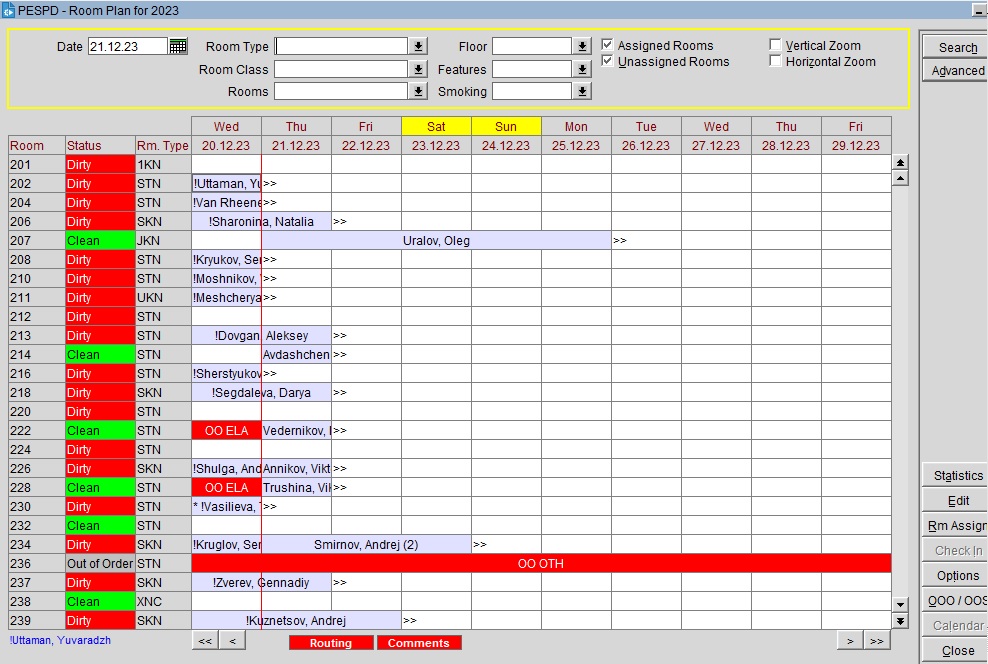 PESPD - Room Plan for 2023
Date 21.12.23 Room Type Floor Assigned Rooms Vertical Zoom Search
Room Class Features Unassigned Rooms Horizontal Zoom Advanced
Rooms Smoking
Wed Thu Fri Sat Sun Mon Tue Wed Thu Fri
Room Status Rm. Type 20.12.23 21.12.23 22.12.23 23.12.23 24.12.23 25.12.23 26.12.23 27.12.23 28.12.23 29.12.23
201 Dirty 1KN
202 Dirty STN !Uttaman, Yu >>
204 Dirty STN !Van Rheene >>
206 Dirty SKN !Sharonina, Natalia >>
207 Clean JKN Uralov, Oleg >>
208 Dirty STN !Kryukov, Ser >>
210 Dirty STN !Moshnikov, >>
211 Dirty UKN !Meshcherya >>
212 Dirty STN
213 Dirty STN !Dovgan, Aleksey >>
214 Clean STN Avdashchen >>
216 Dirty STN !Sherstyukov >>
218 Dirty SKN !Segdaleva, Darya >>
220 Dirty STN
222 Clean STN OO ELA Vedernikov, >>
224 Dirty STN
226 Dirty SKN !Shulga, And Annikov, Vikt >>
228 Clean STN OO ELA Trushina, Vik >>
230 Dirty STN * !Vasilieva, >>
232 Clean STN
234 Dirty SKN !Kruglov, Ser Smirnov, Andrej (2) >>
236 Out of Order STN OO OTH
237 Dirty SKN !Zverev, Gennadiy >>
238 Clean XNC
239 Dirty SKN !Kuznetsov, Andrej >>
!Uttaman, Yuvaradzh << < Routing Comments > >>
Statistics
Edit
Rm Assign
Check In
Options
OOO / OOS
Calendar
Close